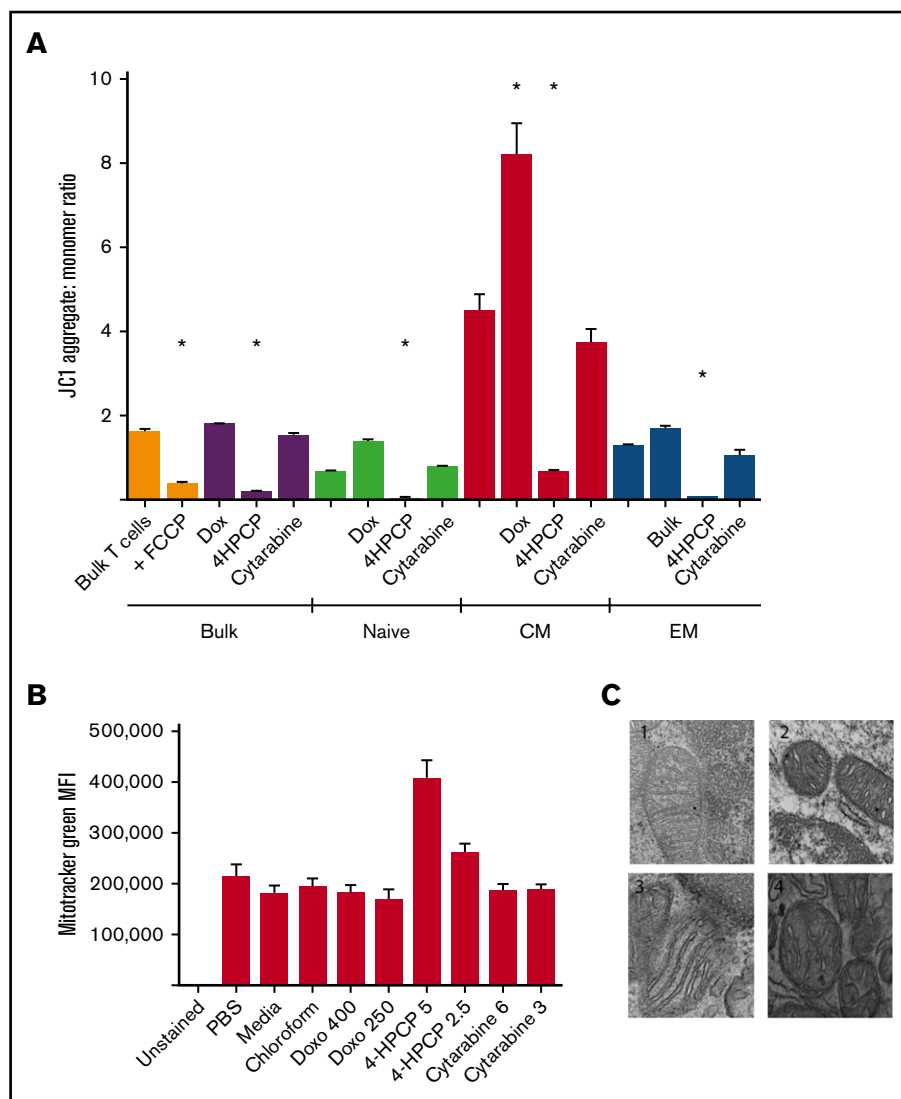 A
10
8
6
4
2
JC1 aggregate: monomer ratio
* * * * * *
Bulk T cells
+ FCCP
Dox
4HPCP
Cytarabine
Dox
4HPCP
Cytarabine
Dox
4HPCP
Cytarabine
Bulk
4HPCP
Cytarabine
Bulk Naive CM EM
B
500,000
400,000
300,000
200,000
100,000
Mitotracker green MFI
Unstained
PBS
Media
Chloroform
Doxo 400
Doxo 250
4-HPCP 5
4-HPCP 2.5
Cytarabine 6
Cytarabine 3
C
1 2
3 4